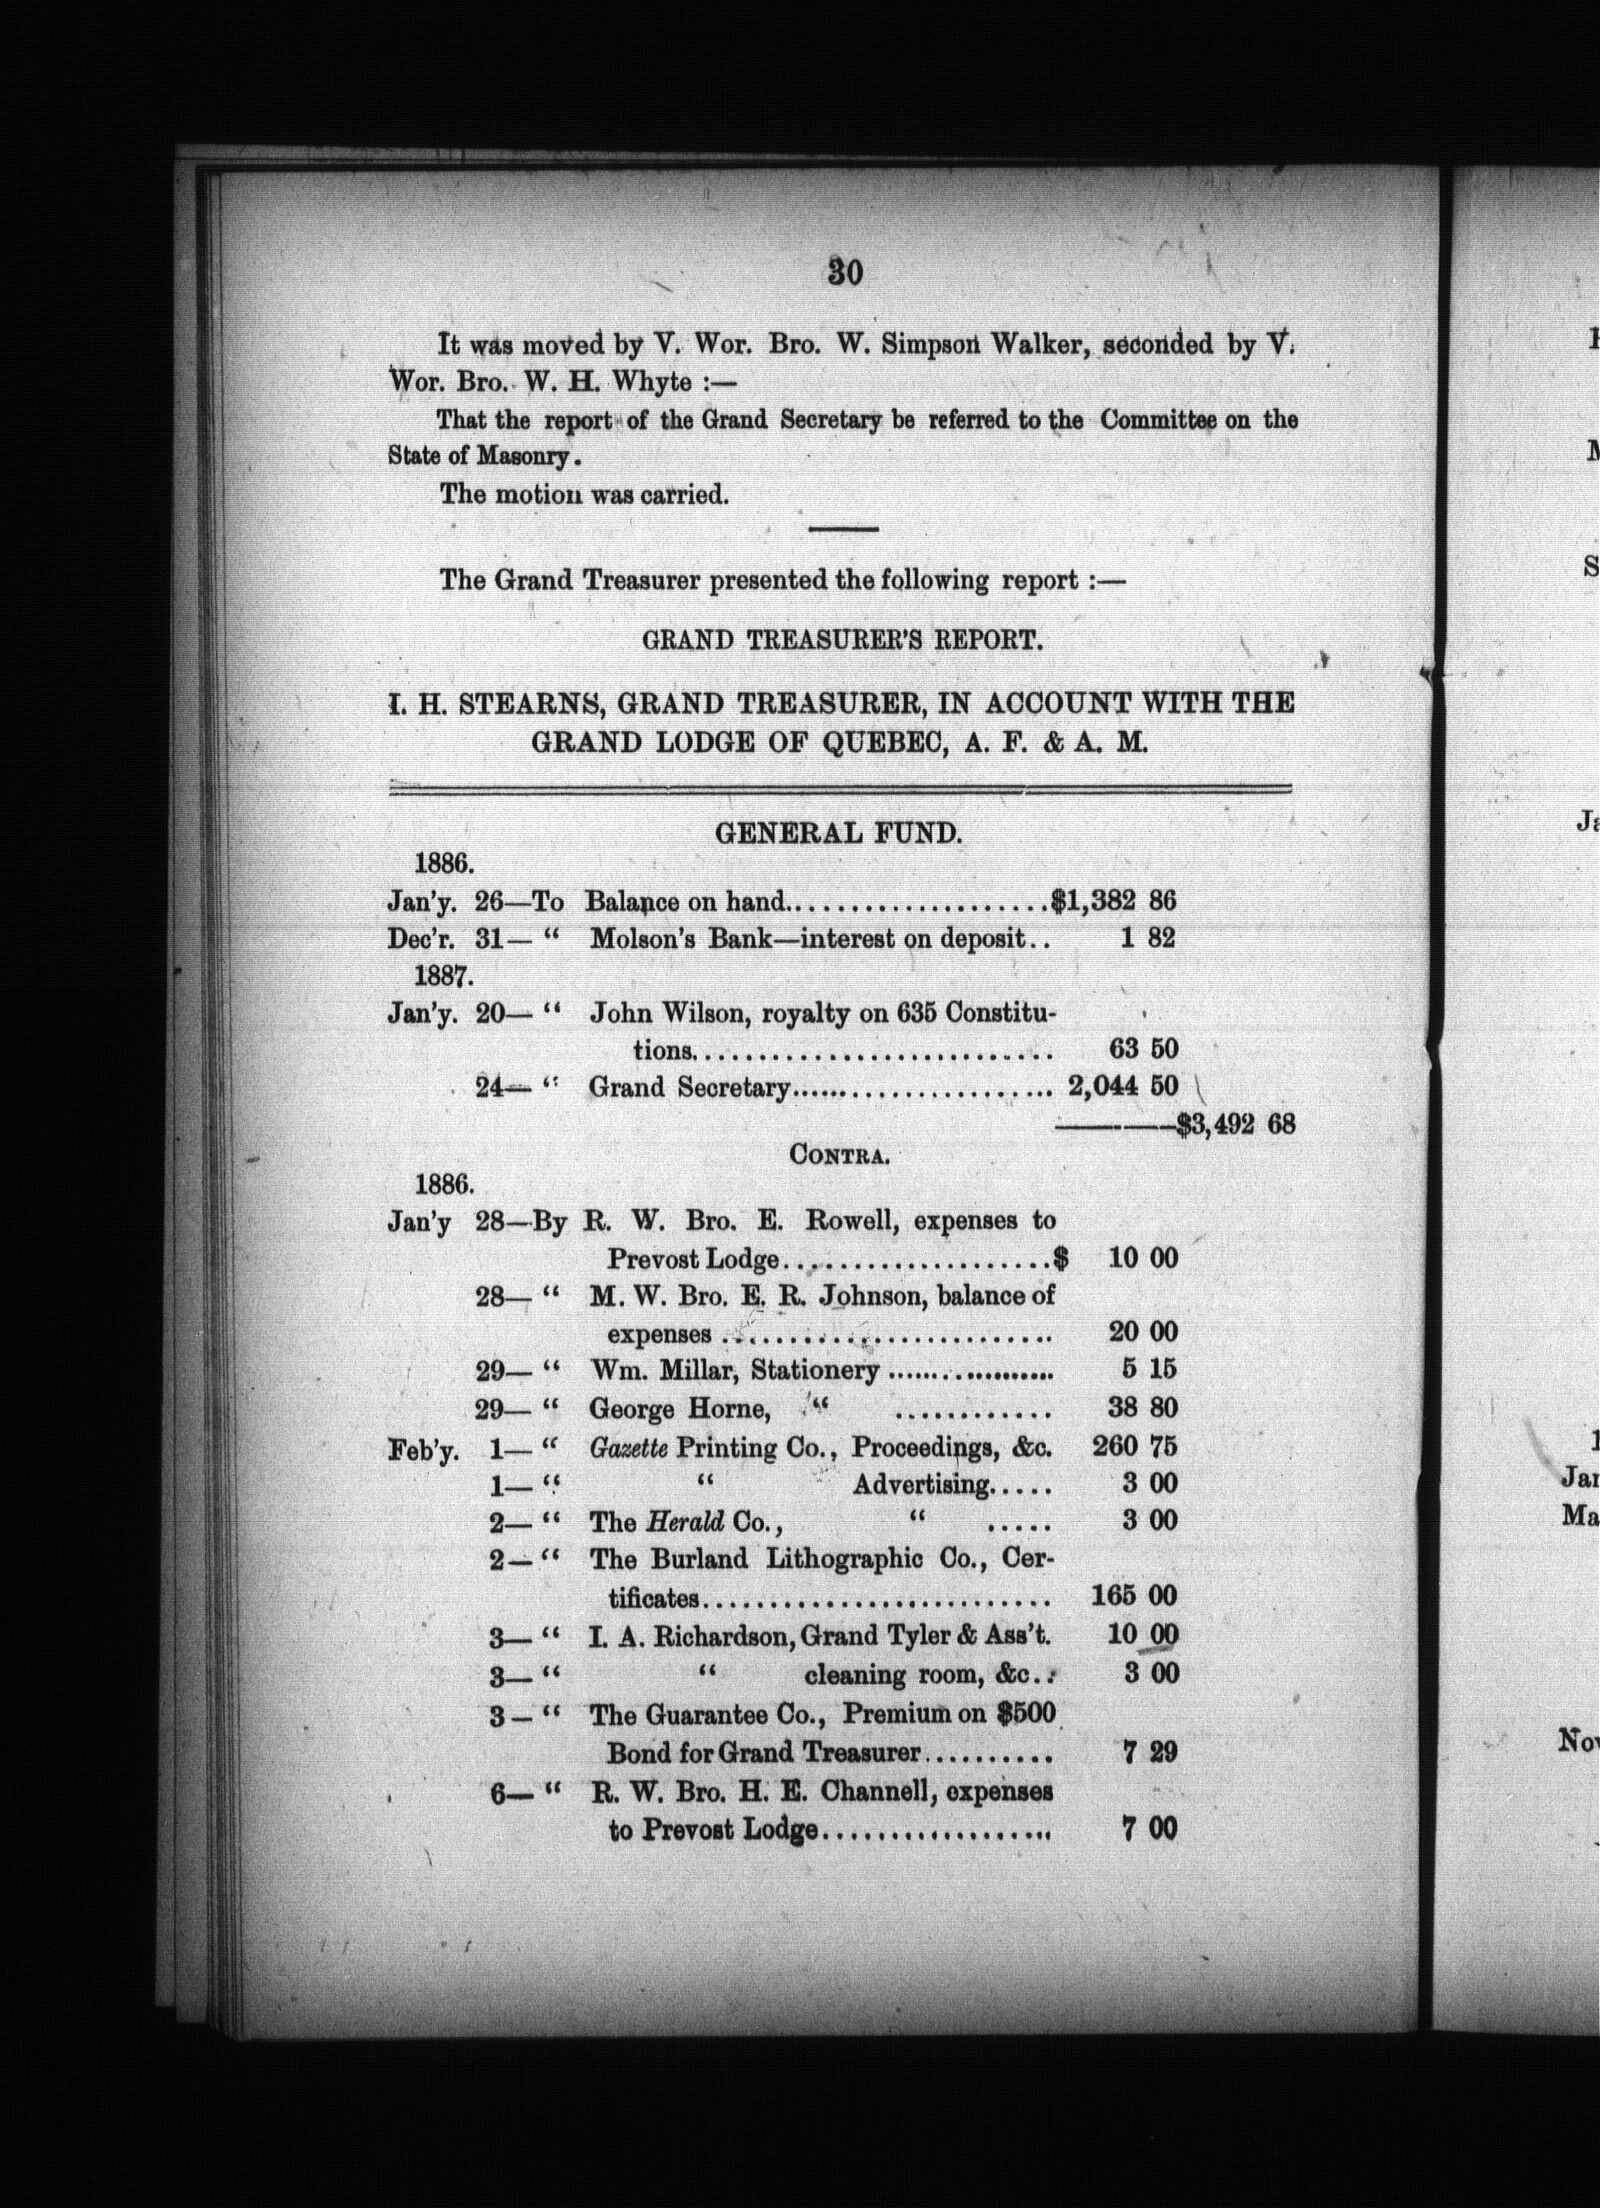 30
It was moved by V. Wor. Bro. W. Simpson Walker, seconded by V.
Wor. Bro. W. H. Whyte :—
That the report of the Grand Secretary be referred to the Committee on the
State of Masonry.
The motion was carried.
The Grand Treasurer presented the following report :—
GRAND TREASURER'S REPORT.
I. H. STEARNS, GRAND TREASURER, IN ACCOUNT WITH THE
GRAND LODGE OF QUEBEC, A. F. & A. M.
GENERAL FUND.
1886.
Jan'y. 26—To Balance on hand....................$1,382 86
Dec'r. 31— “ Molson's Bank—interest on deposit.. 1 82
1887.
Jan'y. 20— “ John Wilson, royalty on 635 Constitu-
tions........................... 63 50
24— “ Grand Secretary...................... 2,044 50
—————$3,492 68
CONTRA.
1886.
Jan'y 28—By R. W. Bro. E. Rowell, expenses to
Prevost Lodge....................$ 10 00
28— “ M. W. Bro. E. R. Johnson, balance of
expenses ......................... 20 00
29— “ Wm. Millar, Stationery .................. 5 15
29— “ George Horne, “ ............ 38 80
Feb'y. 1— “ Gazette Printing Co., Proceedings, &c. 260 75
1— “ “ Advertising..... 3 00
2— “ The Herald Co., “ ..... 3 00
2— “ The Burland Lithographic Co., Cer-
tificates.......................... 165 00
3— “ I. A. Richardson, Grand Tyler & Ass't. 10 00
3— “ “ cleaning room, &c.. 3 00
3— “ The Guarantee Co., Premium on $500
Bond for Grand Treasurer.......... 7 29
6— “ R. W. Bro. H. E. Channell, expenses
to Prevost Lodge................. 7 00
Jan
Ma
Nov